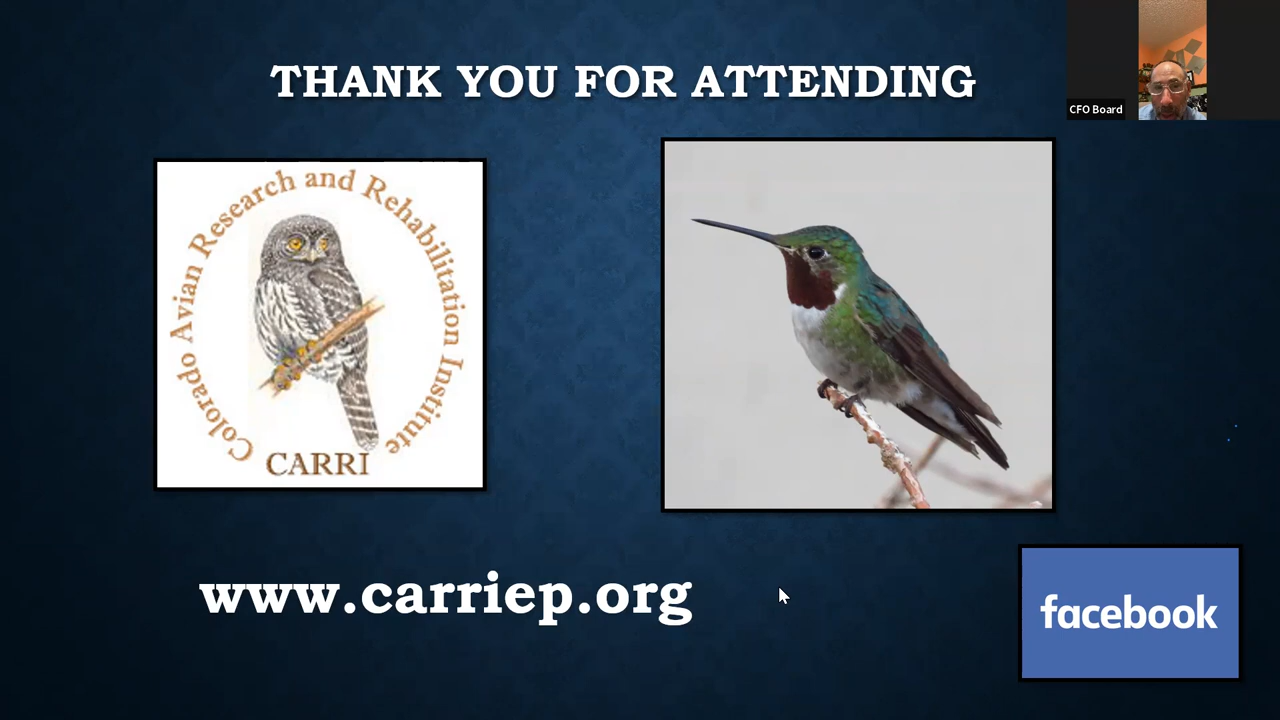 THANK YOU FOR ATTENDING
CFO Board
Colorado Avian Research and Rehabilitation Institute
CARRI
www.carriep.org
facebook